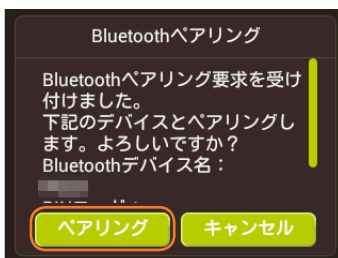 Bluetoothペアリング
Bluetoothペアリング要求を受け
付けました。
下記のデバイスとペアリングし
ます。よろしいですか？
Bluetoothデバイス名：
ペアリング
キャンセル